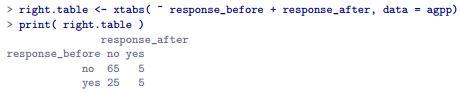 > right.table <- xtabs( ~ response_before + response_after, data = agpp)
> print( right.table )
               response_after
response_before no yes
            no  65   5
            yes 25   5